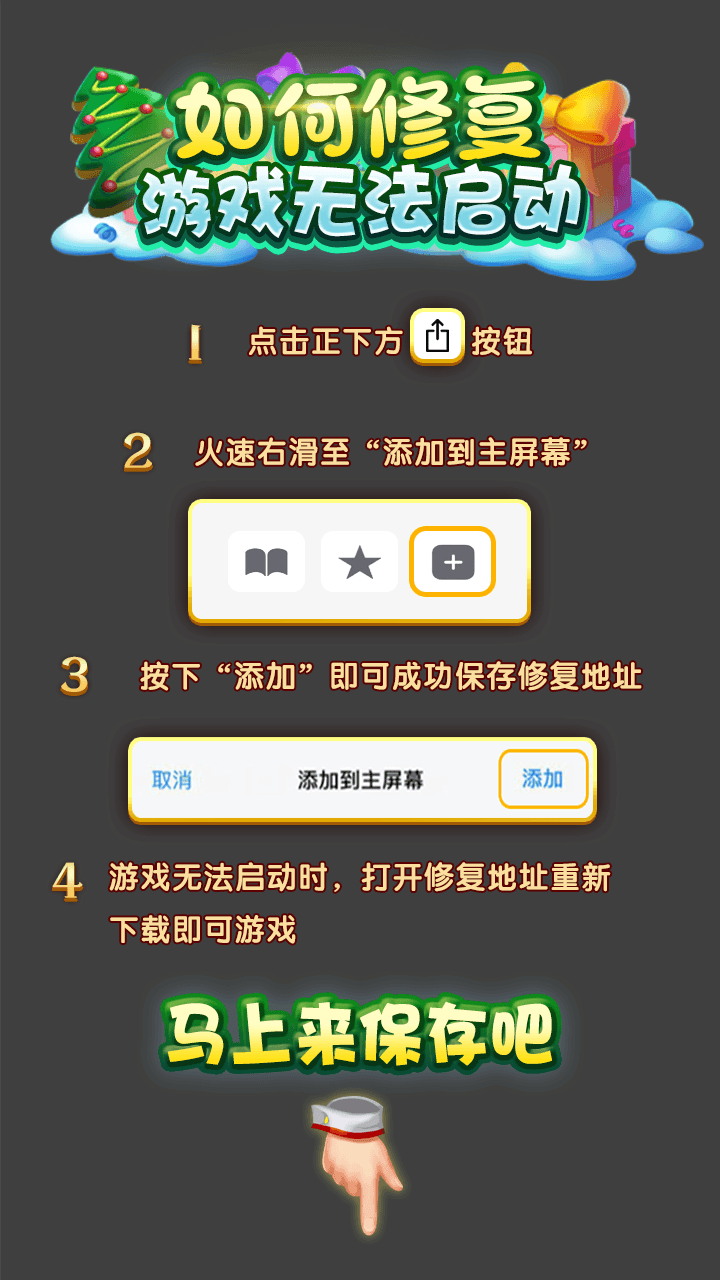 如何修复
游戏无法启动
1 点击正下方按钮
2 火速右滑至“添加到主屏幕”
3 按下“添加”即可成功保存修复地址
取消 添加到主屏幕 添加
4 游戏无法启动时，打开修复地址重新
下载即可游戏
马上来保存吧